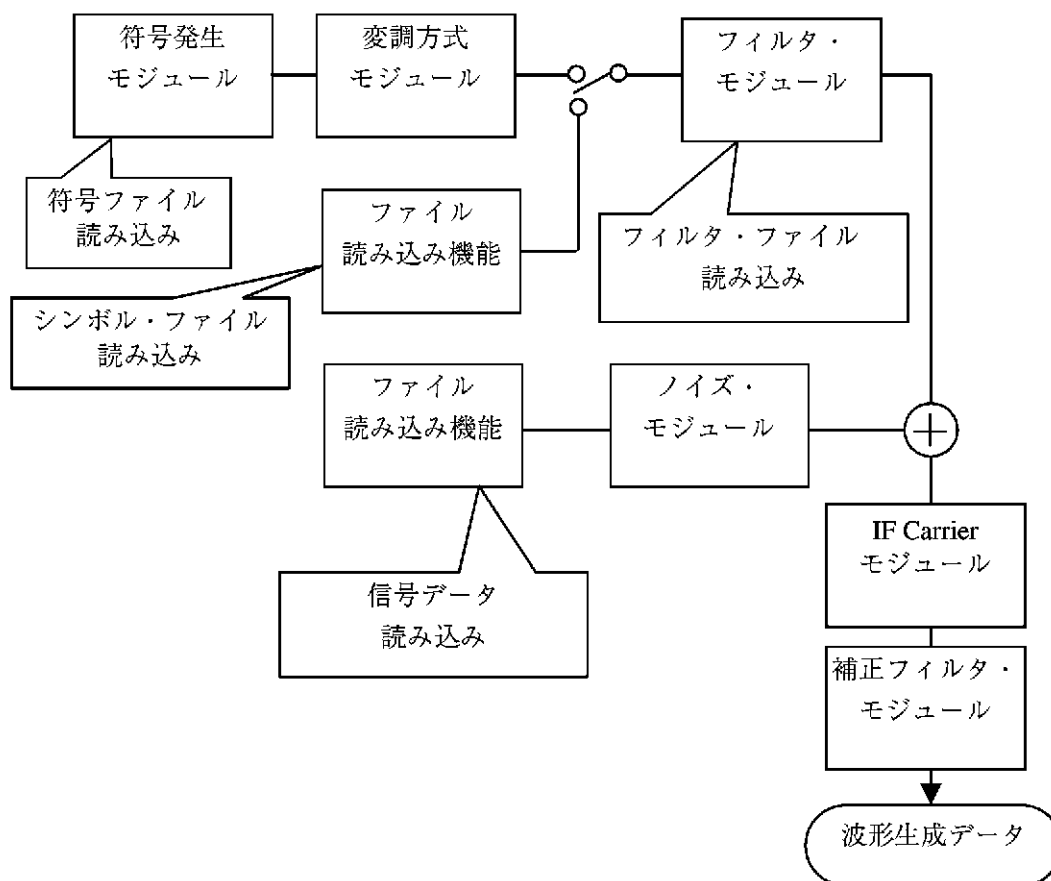 符号発生
モジュール
変調方式
モジュール
フィルタ・
モジュール
符号ファイル
読み込み
ファイル
読み込み機能
フィルタ・ファイル
読み込み
シンボル・ファイル
読み込み
ファイル
読み込み機能
ノイズ・
モジュール
IF Carrier
モジュール
信号データ
読み込み
補正フィルタ・
モジュール
波形生成データ